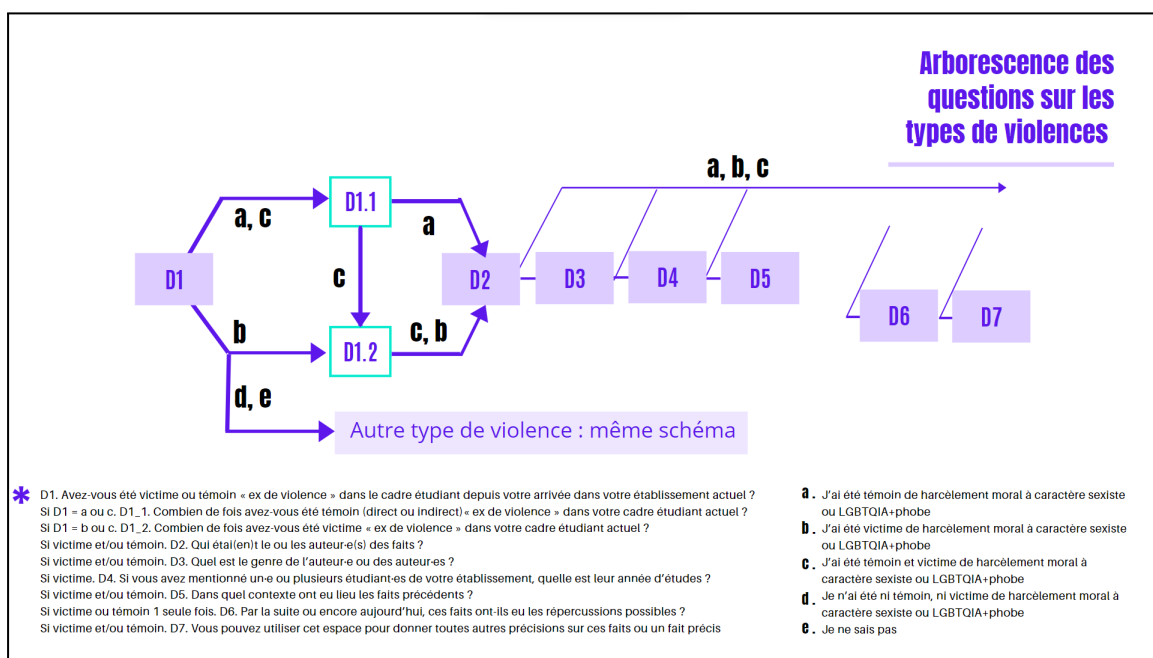 Arborescence des
questions sur les
types de violences
a, b, c
D1.1
a, c
a
D1
c
D2
D3
D4
D5
b
c, b
D1.2
D6
D7
d, e
Autre type de violence : même schéma
* D1. Avez-vous été victime ou témoin « ex de violence » dans le cadre étudiant depuis votre arrivée dans votre établissement actuel ?
Si D1 = a ou c. D1_1. Combien de fois avez-vous été témoin (direct ou indirect) « ex de violence » dans votre cadre étudiant actuel ?
Si D1 = b ou c. D1_2. Combien de fois avez-vous été victime « ex de violence » dans votre cadre étudiant actuel ?
Si victime et/ou témoin. D2. Qui étai(en)t le ou les auteur·e(s) des faits ?
Si victime et/ou témoin. D3. Quel est le genre de l'auteur·e ou des auteur·es ?
Si victime. D4. Si vous avez mentionné un·e ou plusieurs étudiant·es de votre établissement, quelle est leur année d'études ?
Si victime et/ou témoin. D5. Dans quel contexte ont eu lieu les faits précédents ?
Si victime ou témoin 1 seule fois. D6. Par la suite ou encore aujourd'hui, ces faits ont-ils eu les répercussions possibles ?
Si victime et/ou témoin. D7. Vous pouvez utiliser cet espace pour donner toutes autres précisions sur ces faits ou un fait précis
a. J'ai été témoin de harcèlement moral à caractère sexiste
ou LGBTQIA+phobe
b. J'ai été victime de harcèlement moral à caractère sexiste
ou LGBTQIA+phobe
c. J'ai été témoin et victime de harcèlement moral à
caractère sexiste ou LGBTQIA+phobe
d. Je n'ai été ni témoin, ni victime de harcèlement moral à
caractère sexiste ou LGBTQIA+phobe
e. Je ne sais pas